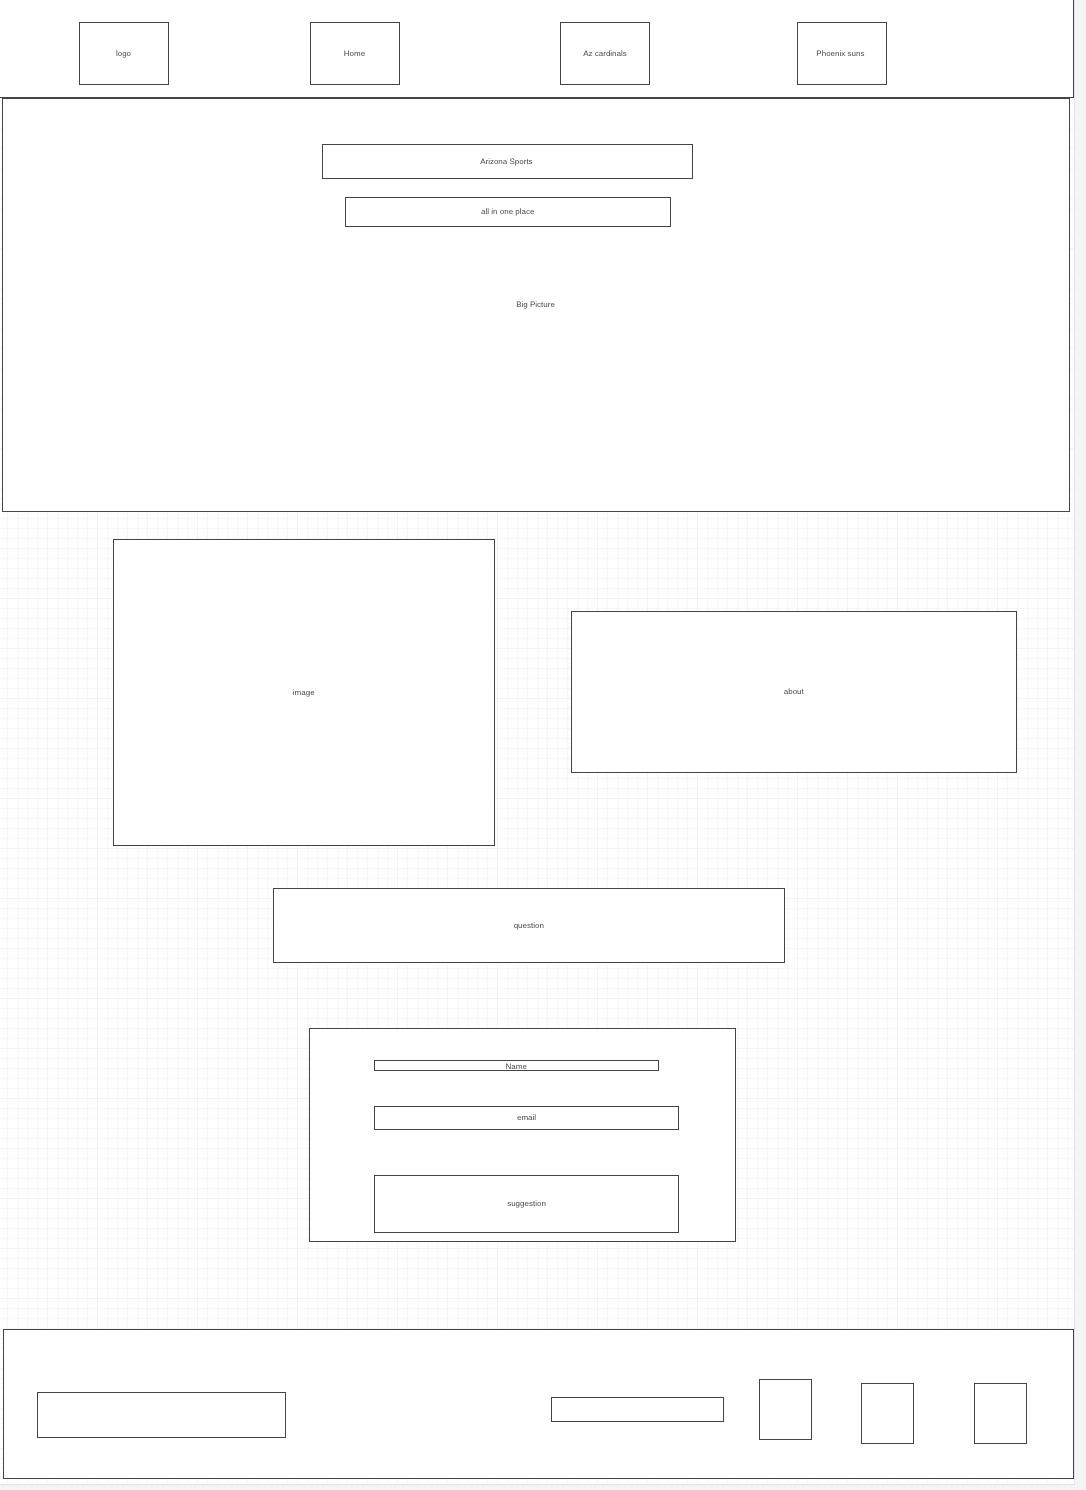 logo
Home
Az cardinals
Phoenix suns
Arizona Sports
all in one place
Big Picture
image
about
question
Name
email
suggestion